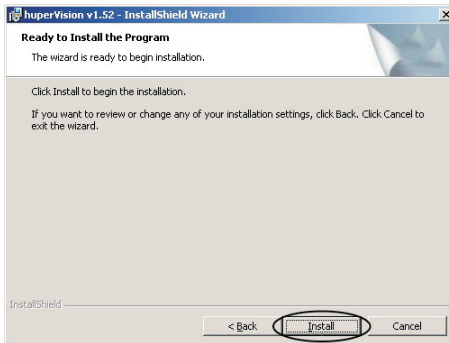 huperVision v1.52 - InstallShield Wizard
Ready to Install the Program
The wizard is ready to begin installation.
Click Install to begin the installation.
If you want to review or change any of your installation settings, click Back. Click Cancel to
exit the wizard.
InstallShield
< Back Install Cancel